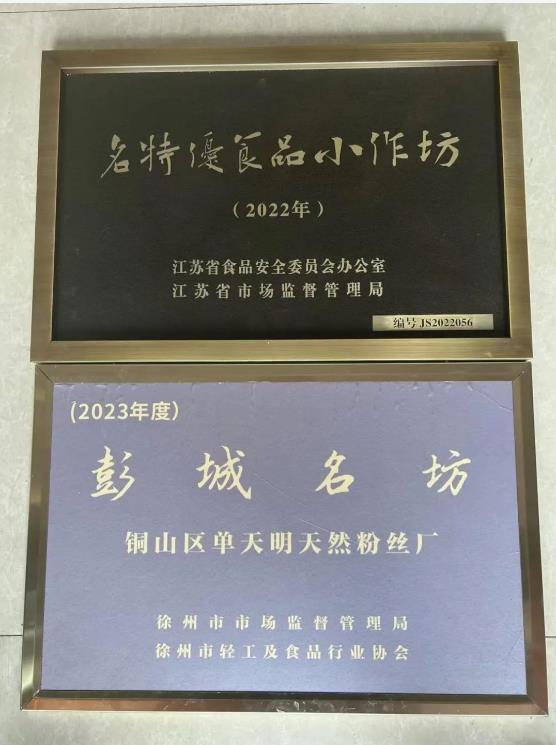 名特優食品小作坊
(2022年)
江苏省食品安全委员会办公室
江苏省市场监督管理局
编号JS2022056
(2023年度)
彭城名坊
铜山区单天明天然粉丝厂
徐州市市场监督管理局
徐州市轻工及食品行业协会